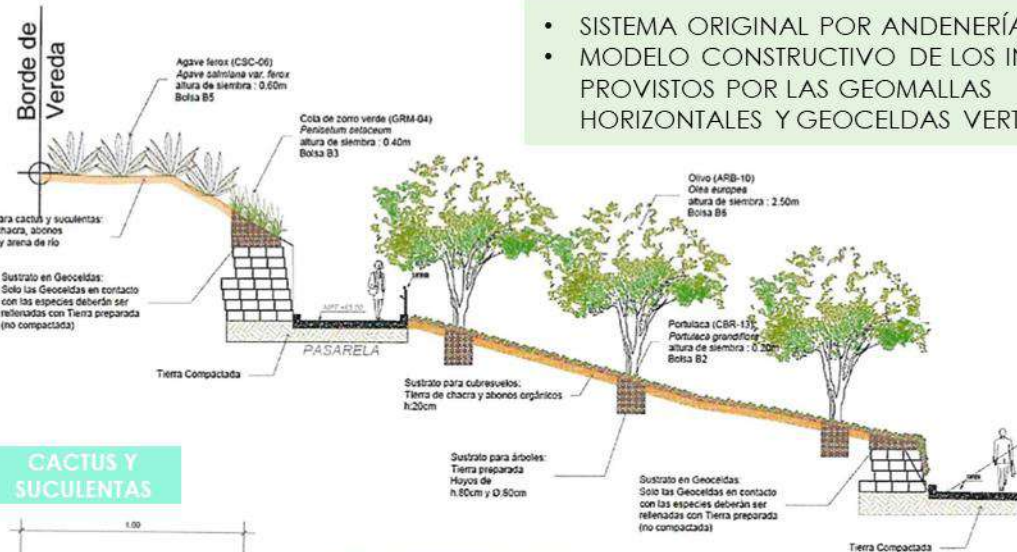 Borde de
Vereda
• SISTEMA ORIGINAL POR ANDENERÍA
• MODELO CONSTRUCTIVO DE LOS
PROVISTOS POR LAS GEOMALLAS
HORIZONTALES Y GEOCELDAS
Agave ferox (CSC-06)
Agave salmiana var. ferox
altura de siembra : 0.60m
Bolsa B5
Cola de zorro verde (GRM-04)
Penisetum setaceum
altura de siembra : 0.40m
Bolsa B3
Olivo (ARB-10)
Olea europea
altura de siembra : 2.50m
Bolsa B6
para cactus y suculentas:
chacra, abonos
y arena de río
Sustrato en Geoceldas:
Solo las Geoceldas en contacto
con las especies deberán ser
rellenadas con Tierra preparada
(no compactada)
PASARELA
Tierra Compactada
Portulaca (CBR-13)
Portulaca grandiflora
altura de siembra : 0.20m
Bolsa B2
Sustrato para cubresuelos:
Tierra de chacra y abonos orgánicos
h:20cm
Sustrato para árboles:
Tierra preparada
Hoyos de
h.80cm y Ø.80cm
Sustrato en Geoceldas:
Solo las Geoceldas en contacto
con las especies deberán ser
rellenadas con Tierra preparada
(no compactada)
Tierra Compactada
CACTUS Y
SUCULENTAS
1.00